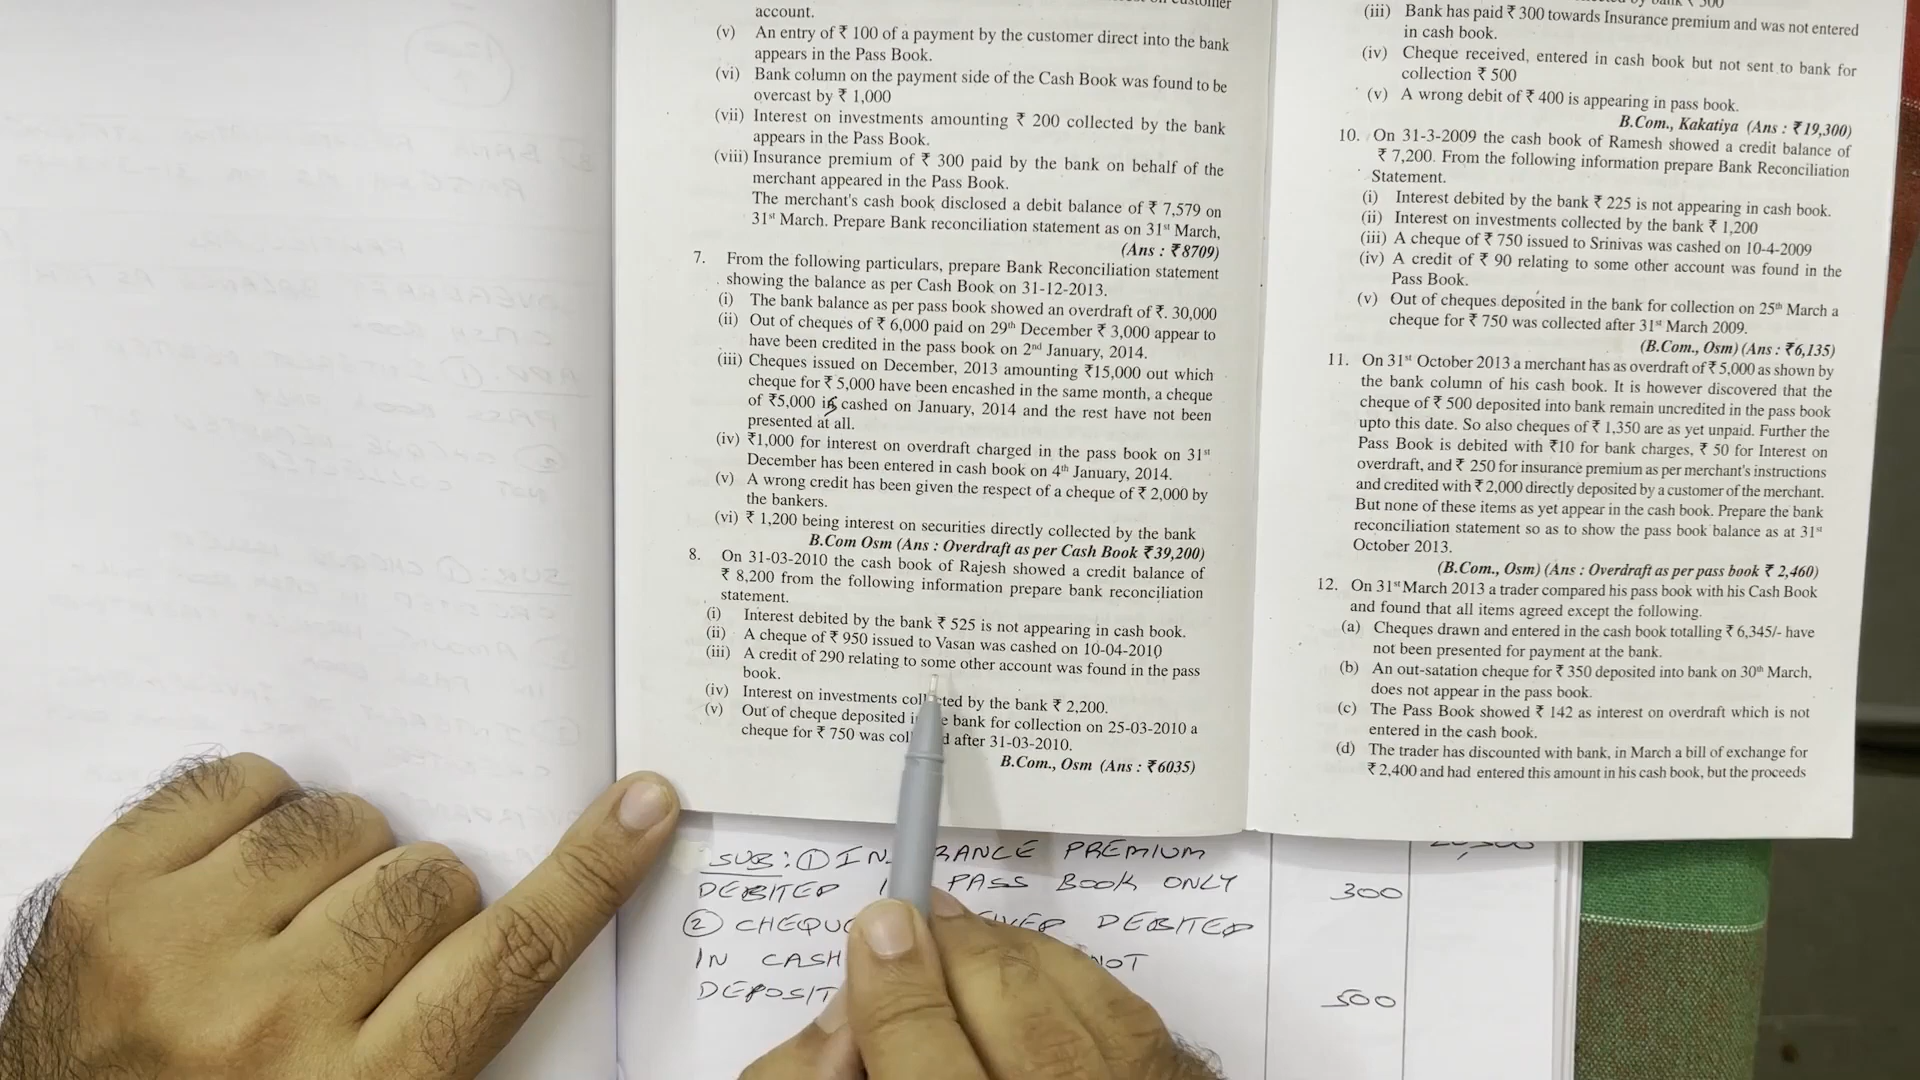 account.
(v) An entry of ₹ 100 of a payment by the customer direct into the bank
appears in the Pass Book.
(vi) Bank column on the payment side of the Cash Book was found to be
overcast by ₹ 1,000
(vii) Interest on investments amounting ₹ 200 collected by the bank
appears in the Pass Book.
(viii) Insurance premium of ₹ 300 paid by the bank on behalf of the
merchant appeared in the Pass Book.
The merchant's cash book disclosed a debit balance of ₹ 7,579 on
31st March. Prepare Bank reconciliation statement as on 31st March,
(Ans : ₹8709)
7. From the following particulars, prepare Bank Reconciliation statement
showing the balance as per Cash Book on 31-12-2013.
(i) The bank balance as per pass book showed an overdraft of ₹. 30,000
(ii) Out of cheques of ₹ 6,000 paid on 29th December ₹ 3,000 appear to
have been credited in the pass book on 2nd January, 2014.
(iii) Cheques issued on December, 2013 amounting ₹15,000 out which
cheque for ₹ 5,000 have been encashed in the same month, a cheque
of ₹5,000 is cashed on January, 2014 and the rest have not been
presented at all.
(iv) ₹1,000 for interest on overdraft charged in the pass book on 31st
December has been entered in cash book on 4th January, 2014.
(v) A wrong credit has been given the respect of a cheque of ₹ 2,000 by
the bankers.
(vi) ₹ 1,200 being interest on securities directly collected by the bank
B.Com Osm (Ans : Overdraft as per Cash Book ₹39,200)
8. On 31-03-2010 the cash book of Rajesh showed a credit balance of
₹ 8,200 from the following information prepare bank reconciliation
statement.
(i) Interest debited by the bank ₹ 525 is not appearing in cash book.
(ii) A cheque of ₹ 950 issued to Vasan was cashed on 10-04-2010
(iii) A credit of 290 relating to some other account was found in the pass
book.
(iv) Interest on investments collected by the bank ₹ 2,200.
(v) Out of cheque deposited in bank for collection on 25-03-2010 a
cheque for ₹ 750 was col d after 31-03-2010.
B.Com., Osm (Ans : ₹6035)
SUB: ① IN RANCE PREMIUM
DEBITED PASS BOOK ONLY 300
② CHEQUE DEBITED
IN CASH NOT
DEPOSIT 500
(iii) Bank has paid ₹ 300 towards Insurance premium and was not entered
in cash book.
(iv) Cheque received, entered in cash book but not sent to bank for
collection ₹ 500
(v) A wrong debit of ₹ 400 is appearing in pass book.
B.Com., Kakatiya (Ans : ₹19,300)
10. On 31-3-2009 the cash book of Ramesh showed a credit balance of
₹ 7,200. From the following information prepare Bank Reconciliation
Statement.
(i) Interest debited by the bank ₹ 225 is not appearing in cash book.
(ii) Interest on investments collected by the bank ₹ 1,200
(iii) A cheque of ₹ 750 issued to Srinivas was cashed on 10-4-2009
(iv) A credit of ₹ 90 relating to some other account was found in the
Pass Book.
(v) Out of cheques deposited in the bank for collection on 25th March a
cheque for ₹ 750 was collected after 31st March 2009.
(B.Com., Osm) (Ans : ₹6,135)
11. On 31st October 2013 a merchant has as overdraft of ₹ 5,000 as shown by
the bank column of his cash book. It is however discovered that the
cheque of ₹ 500 deposited into bank remain uncredited in the pass book
upto this date. So also cheques of ₹ 1,350 are as yet unpaid. Further the
Pass Book is debited with ₹10 for bank charges, ₹ 50 for Interest on
overdraft, and ₹ 250 for insurance premium as per merchant's instructions
and credited with ₹ 2,000 directly deposited by a customer of the merchant.
But none of these items as yet appear in the cash book. Prepare the bank
reconciliation statement so as to show the pass book balance as at 31st
October 2013.
(B.Com., Osm) (Ans : Overdraft as per pass book ₹ 2,460)
12. On 31st March 2013 a trader compared his pass book with his Cash Book
and found that all items agreed except the following.
(a) Cheques drawn and entered in the cash book totalling ₹ 6,345/- have
not been presented for payment at the bank.
(b) An out-satation cheque for ₹ 350 deposited into bank on 30th March,
does not appear in the pass book.
(c) The Pass Book showed ₹ 142 as interest on overdraft which is not
entered in the cash book.
(d) The trader has discounted with bank, in March a bill of exchange for
₹ 2,400 and had entered this amount in his cash book, but the proceeds